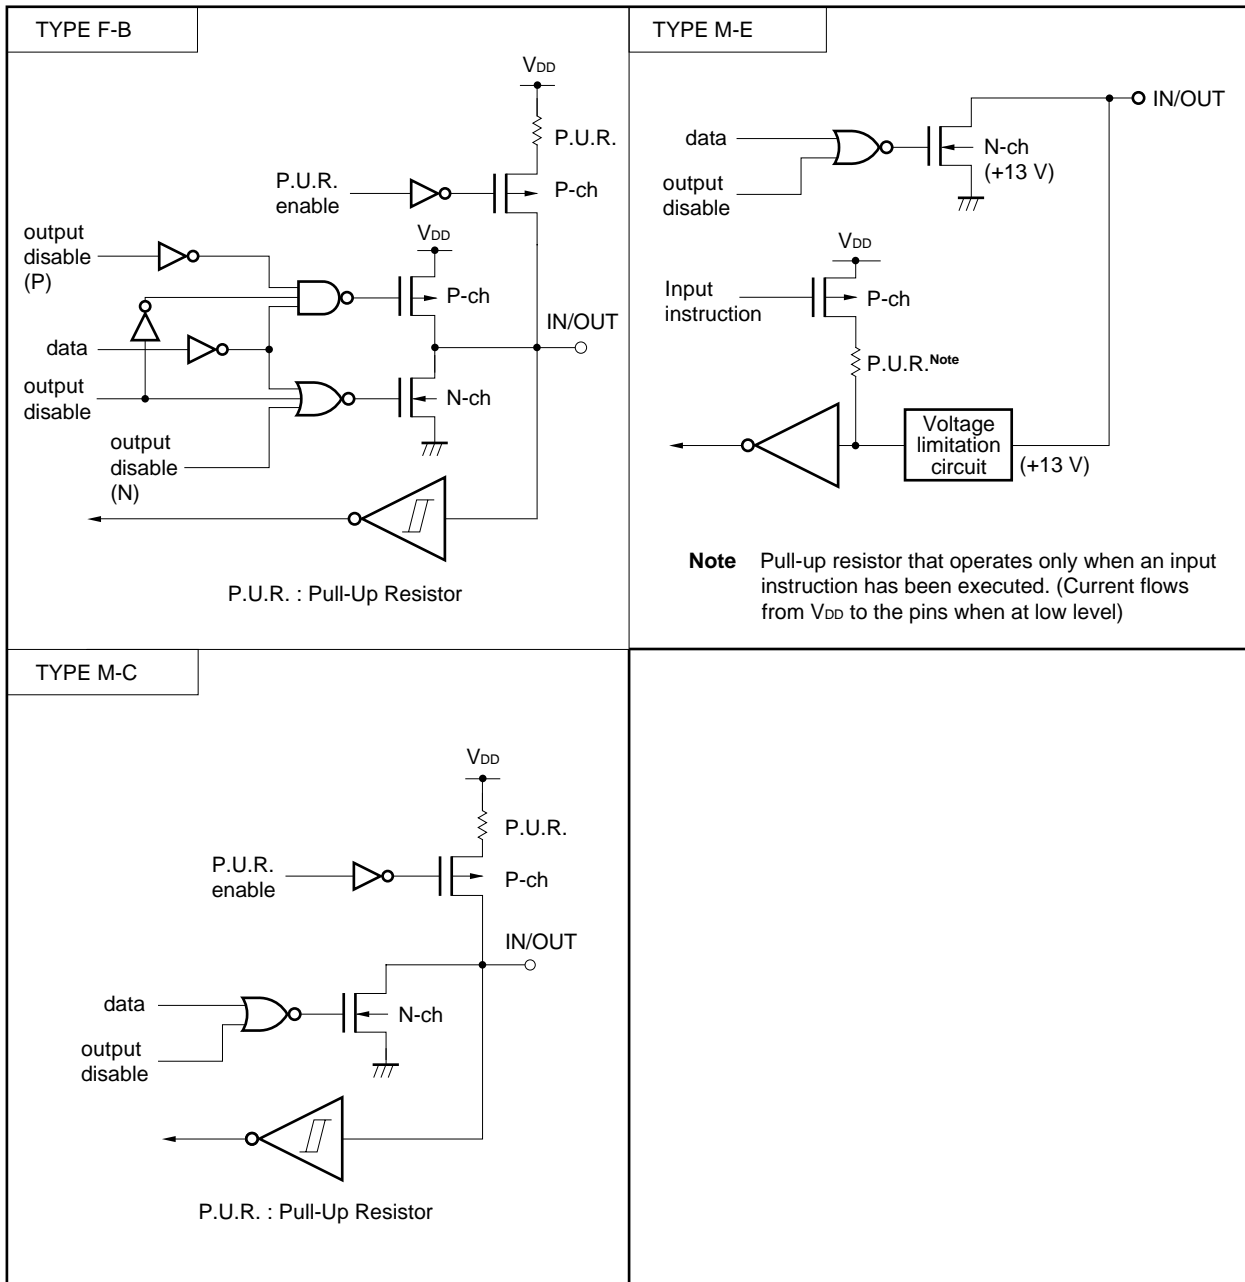 TYPE F-B
VDD
P.U.R.
P.U.R.
enable
P-ch
output
disable
(P)
VDD
P-ch
IN/OUT
data
output
disable
N-ch
output
disable
(N)
P.U.R. : Pull-Up Resistor
TYPE M-E
IN/OUT
data
N-ch
(+13 V)
output
disable
VDD
Input
instruction
P-ch
P.U.R.Note
Voltage
limitation
circuit
(+13 V)
Note Pull-up resistor that operates only when an input
instruction has been executed. (Current flows
from VDD to the pins when at low level)
TYPE M-C
VDD
P.U.R.
P.U.R.
enable
P-ch
IN/OUT
data
N-ch
output
disable
P.U.R. : Pull-Up Resistor